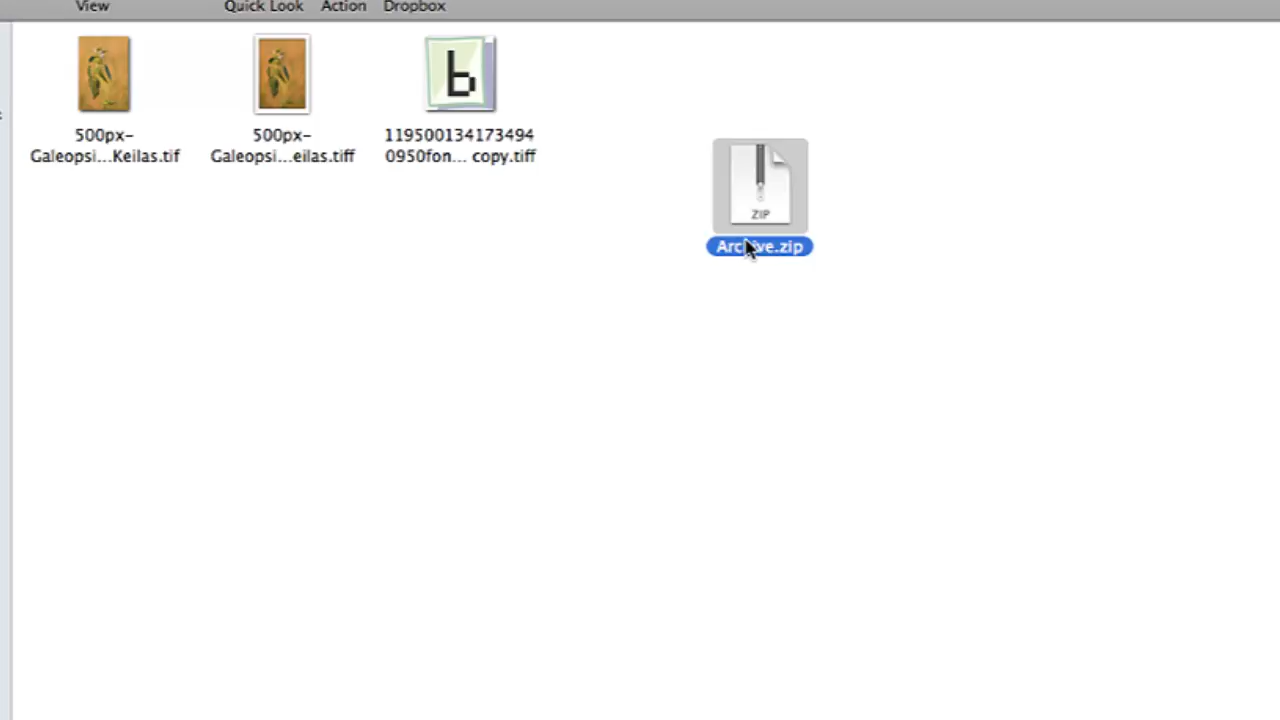 View Quick Look Action Dropbox
500px-
Galeopsi...Keilas.tif
500px-
Galeopsi...eilas.tiff
119500134173494
0950fon... copy.tiff
b
ZIP
Archive.zip